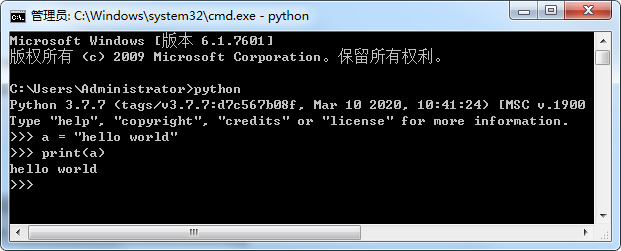 管理员: C:\Windows\system32\cmd.exe - python
Microsoft Windows [版本 6.1.7601]
版权所有 (c) 2009 Microsoft Corporation。保留所有权利。
C:\Users\Administrator>python
Python 3.7.7 (tags/v3.7.7:d7c567b08f, Mar 10 2020, 10:41:24) [MSC v.1900
Type "help", "copyright", "credits" or "license" for more information.
>>> a = "hello world"
>>> print(a)
hello world
>>>